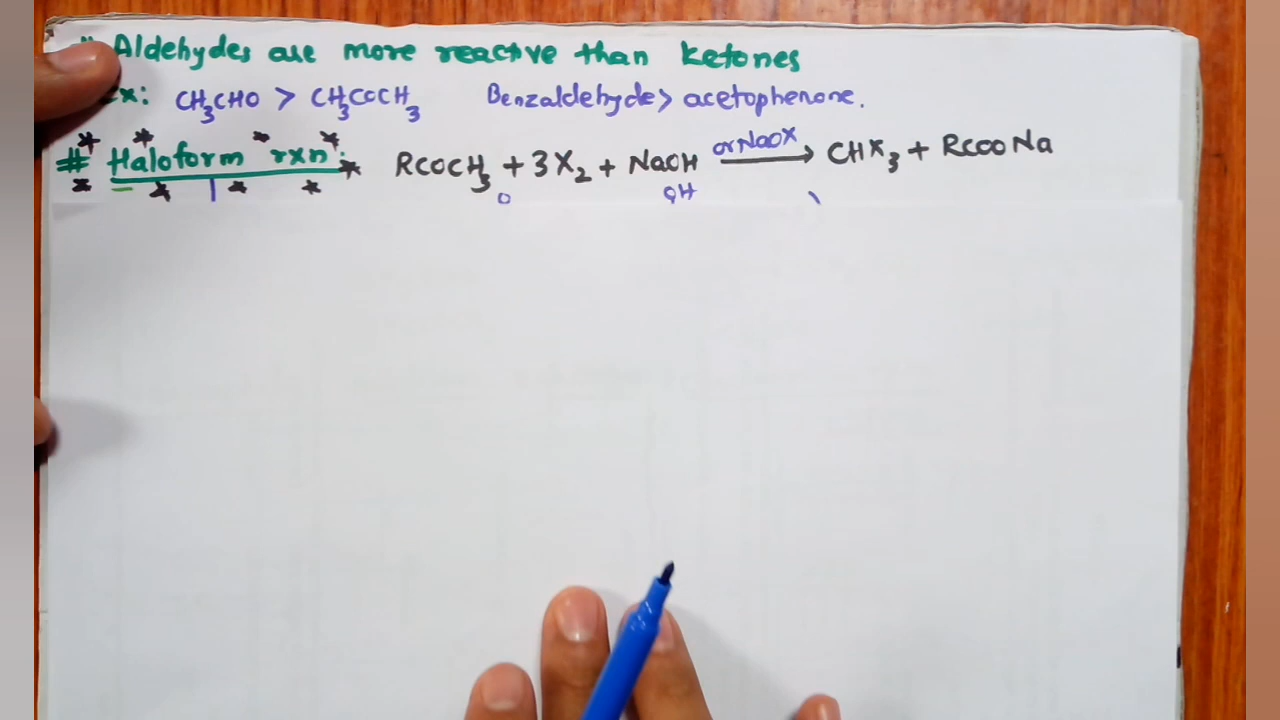 Aldehydes are more reactive than ketones
Ex: CH₃CHO > CH₃COCH₃ Benzaldehyde > acetophenone.
# Haloform rxn: RCOCH₃ + 3X₂ + NaOH or NaOX → CHX₃ + RCOONa